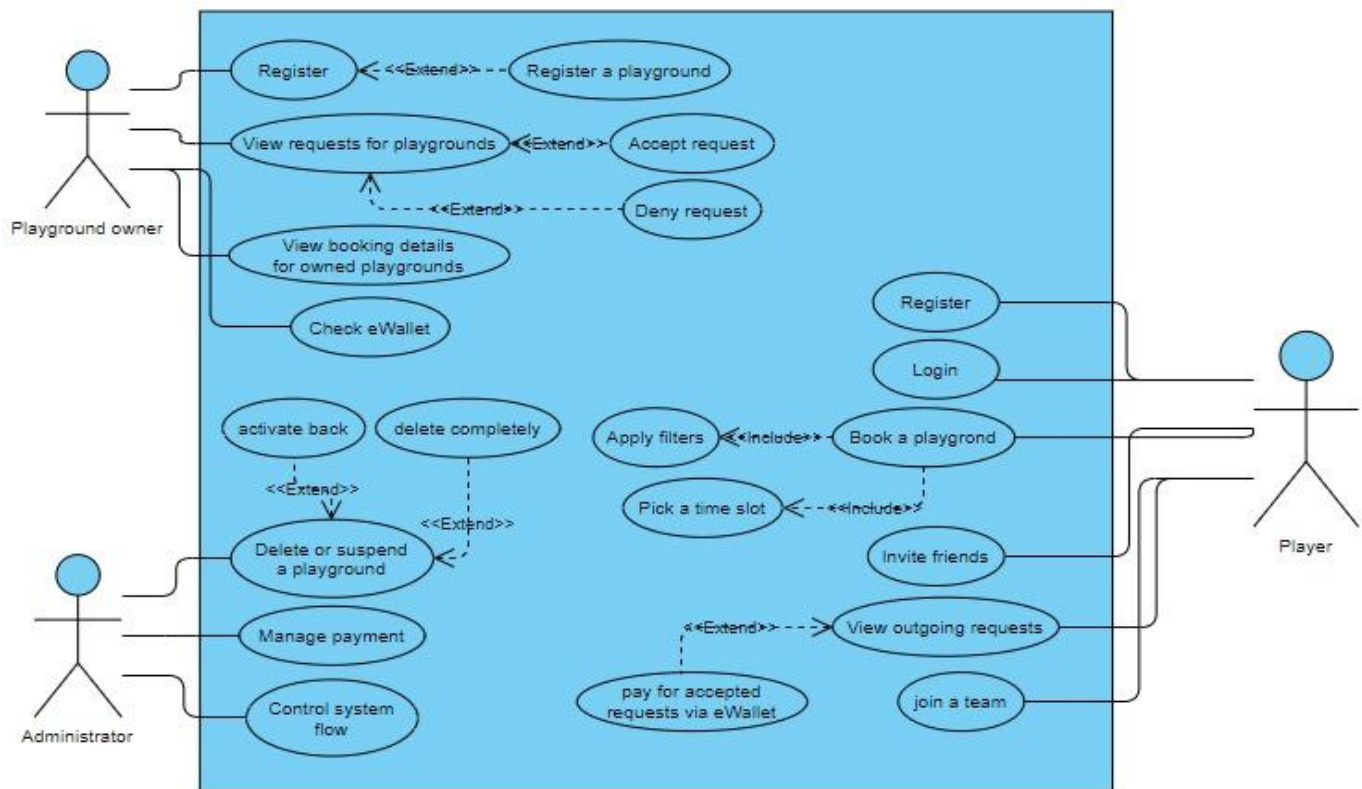 Register
<<Extend>>
Register a playground
View requests for playgrounds
<<Extend>>
Accept request
<<Extend>>
Deny request
Playground owner
View booking details
for owned playgrounds
Check eWallet
Register
Login
activate back
delete completely
Apply filters
<<Include>>
Book a playgrond
<<Extend>>
Pick a time slot
<<Include>>
<<Extend>>
Delete or suspend
a playground
Invite friends
Player
Manage payment
<<Extend>>
View outgoing requests
pay for accepted
requests via eWallet
join a team
Control system
flow
Administrator